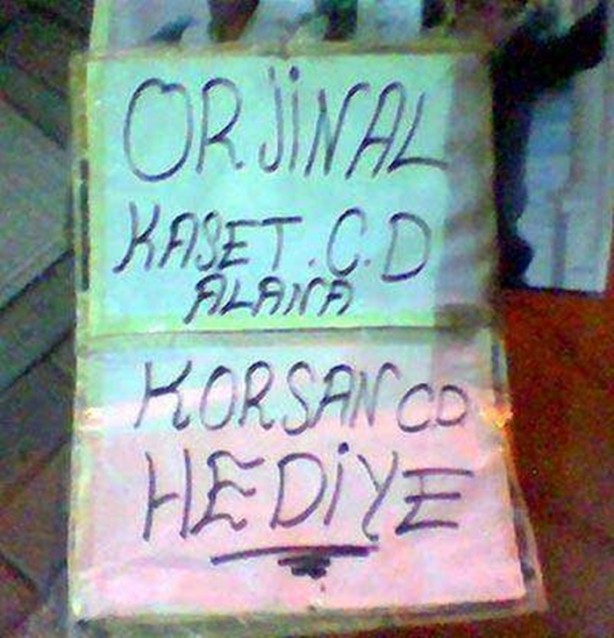 ORJİNAL
KASET.C.D
ALANA
KORSAN CD
HEDİYE